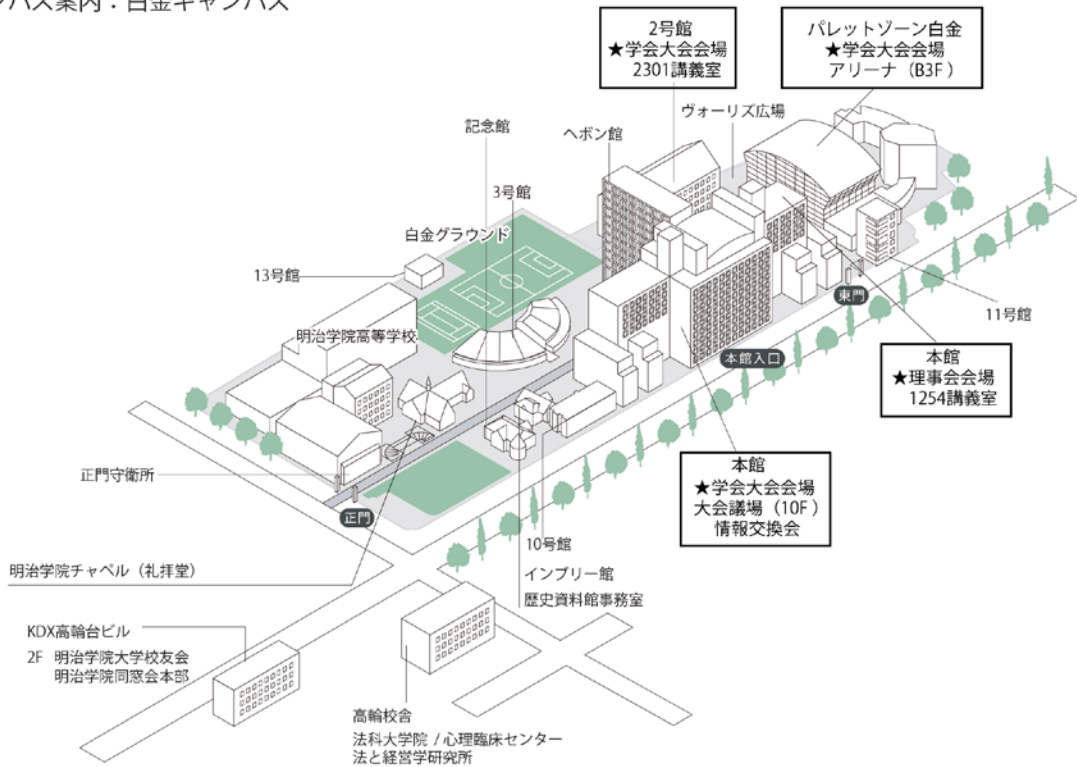 ンパス案内：白金キャンパス
2号館
★学会大会会場
2301講義室
パレットゾーン白金
★学会大会会場
アリーナ（B3F）
ヴォーリズ広場
記念館
ヘボン館
3号館
白金グラウンド
13号館
明治学院高等学校
東門
11号館
本館入口
本館
★理事会会場
1254講義室
本館
★学会大会会場
大会議場（10F）
情報交換会
正門守衛所
正門
10号館
明治学院チャペル（礼拝堂）
インブリー館
歴史資料館事務室
KDX高輪台ビル
2F 明治学院大学校友会
明治学院同窓会本部
高輪校舎
法科大学院 / 心理臨床センター
法と経営学研究所